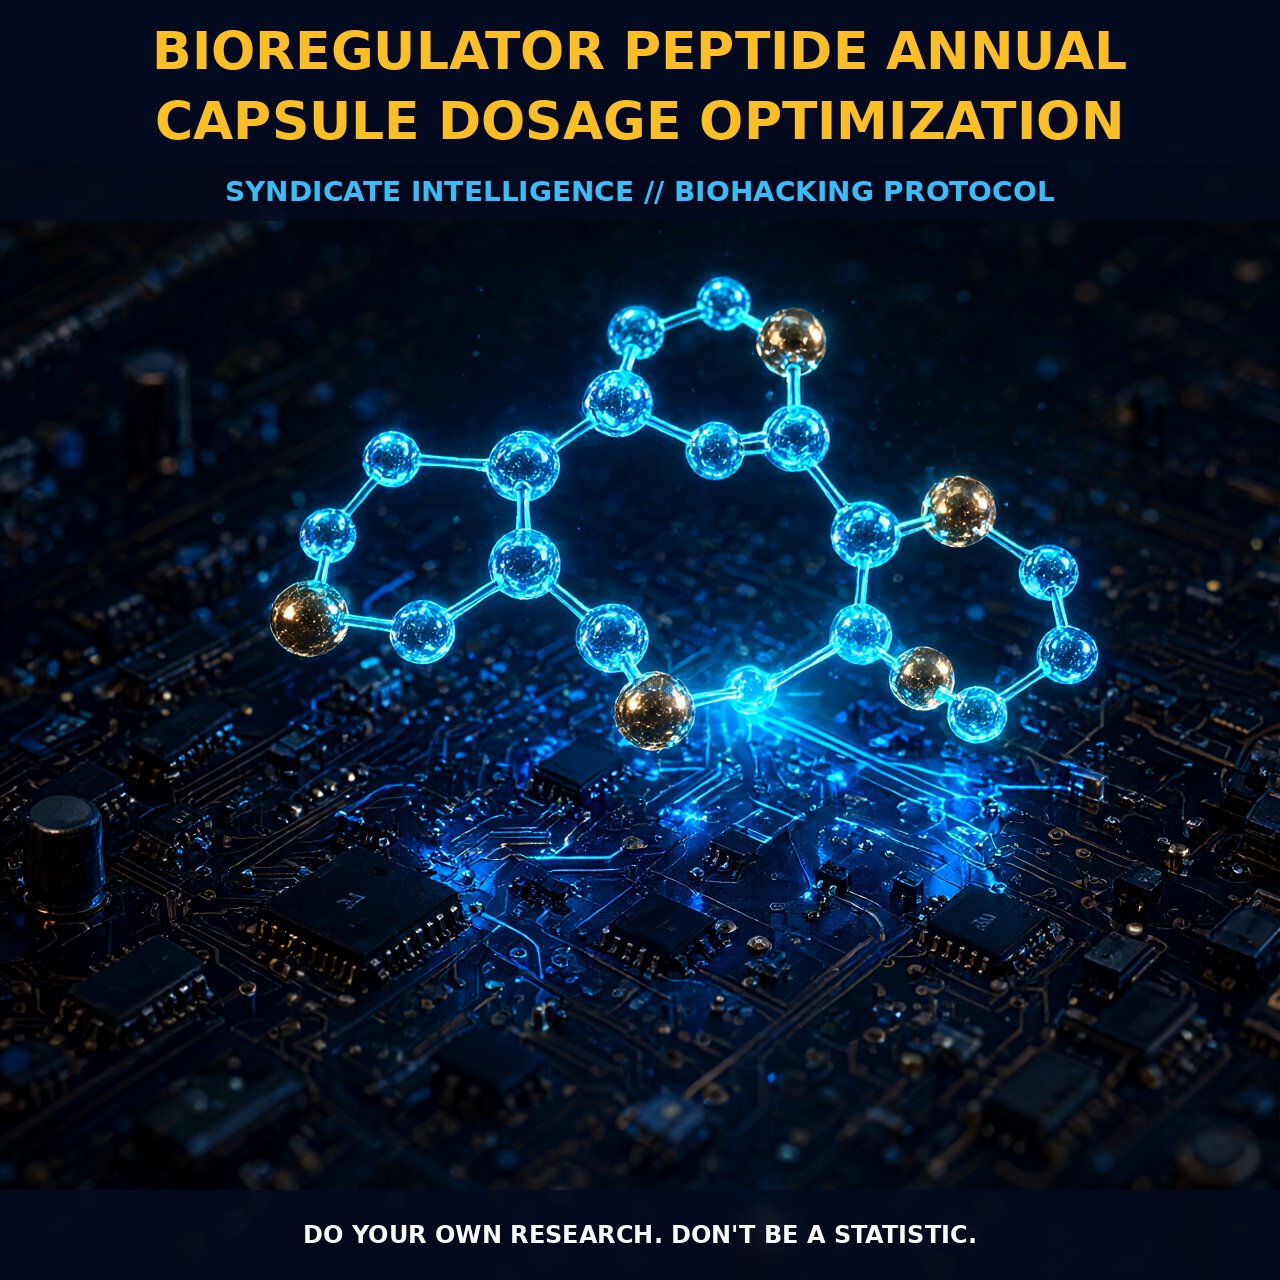 BIOREGULATOR PEPTIDE ANNUAL
CAPSULE DOSAGE OPTIMIZATION
SYNDICATE INTELLIGENCE // BIOHACKING PROTOCOL
DO YOUR OWN RESEARCH. DON'T BE A STATISTIC.